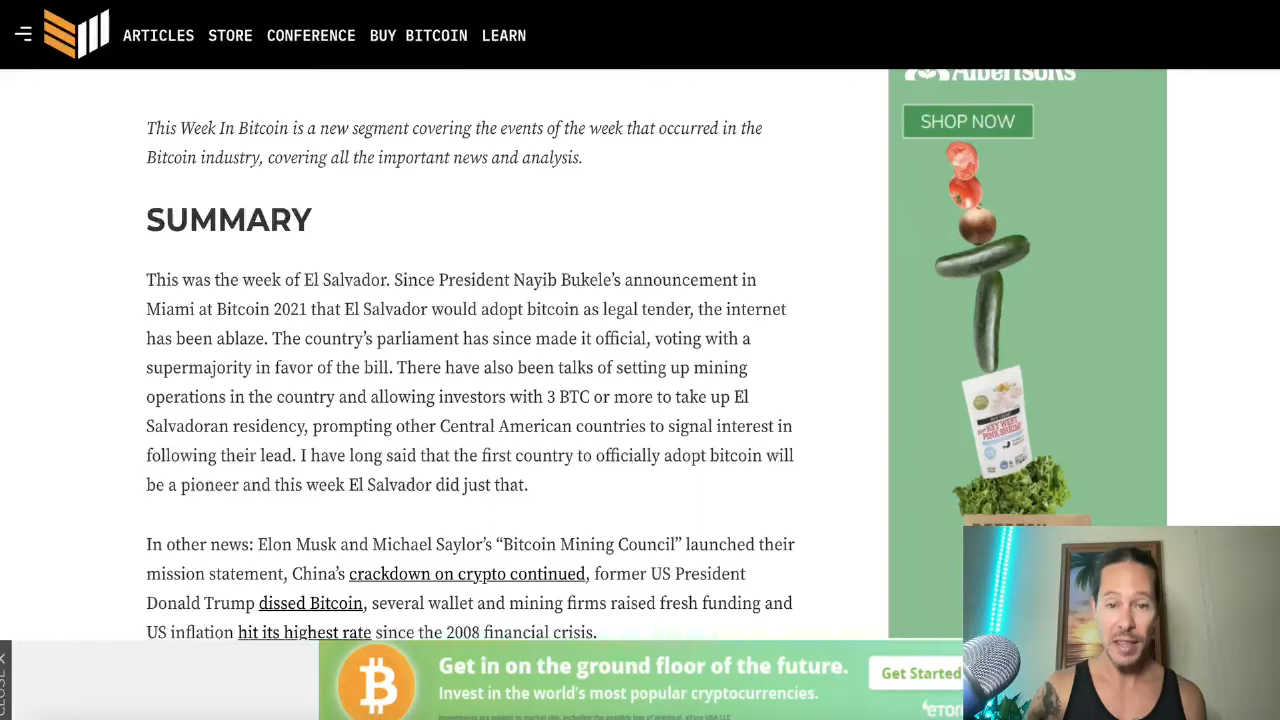 ARTICLES STORE CONFERENCE BUY BITCOIN LEARN
Albertsons
SHOP NOW
This Week In Bitcoin is a new segment covering the events of the week that occurred in the
Bitcoin industry, covering all the important news and analysis.
SUMMARY
This was the week of El Salvador. Since President Nayib Bukele’s announcement in
Miami at Bitcoin 2021 that El Salvador would adopt bitcoin as legal tender, the internet
has been ablaze. The country’s parliament has since made it official, voting with a
supermajority in favor of the bill. There have also been talks of setting up mining
operations in the country and allowing investors with 3 BTC or more to take up El
Salvadoran residency, prompting other Central American countries to signal interest in
following their lead. I have long said that the first country to officially adopt bitcoin will
be a pioneer and this week El Salvador did just that.
In other news: Elon Musk and Michael Saylor’s “Bitcoin Mining Council” launched their
mission statement, China’s crackdown on crypto continued, former US President
Donald Trump dissed Bitcoin, several wallet and mining firms raised fresh funding and
US inflation hit its highest rate since the 2008 financial crisis.
KEY WEST
PINK SHRIMP
CLOSE X
Get in on the ground floor of the future.
Invest in the world’s most popular cryptocurrencies.
Get Started
eToro